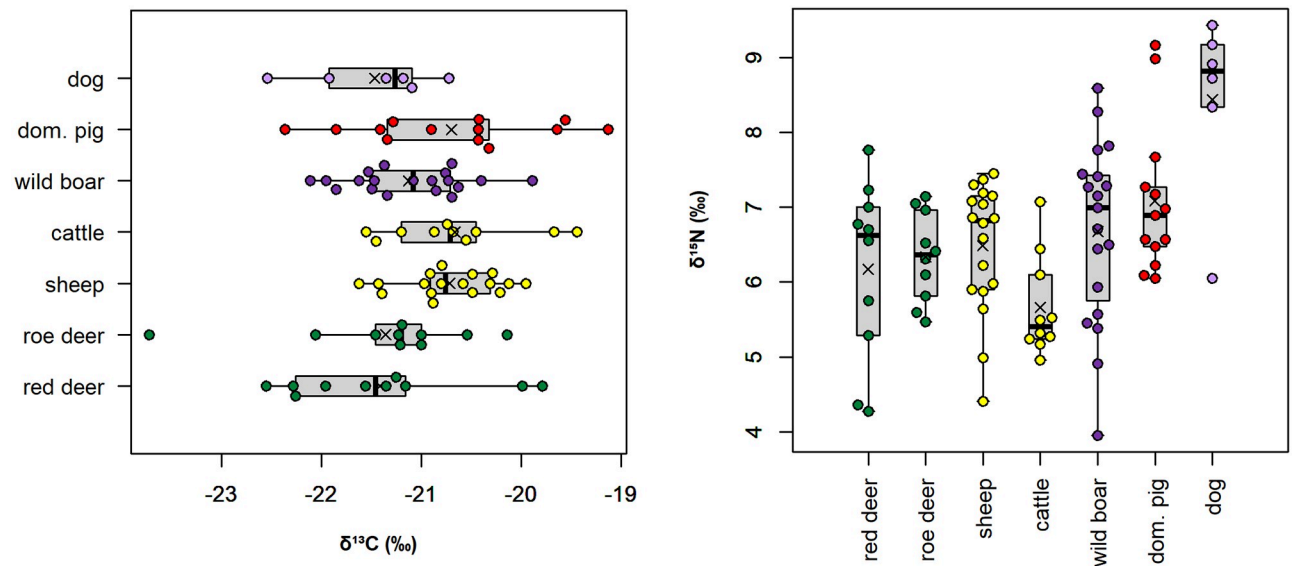 dog
dom. pig
wild boar
cattle
sheep
roe deer
red deer
-23
-22
-21
-20
-19
δ¹³C (‰)
9
8
7
6
5
4
δ¹⁵N (‰)
red deer
roe deer
sheep
cattle
wild boar
dom. pig
dog